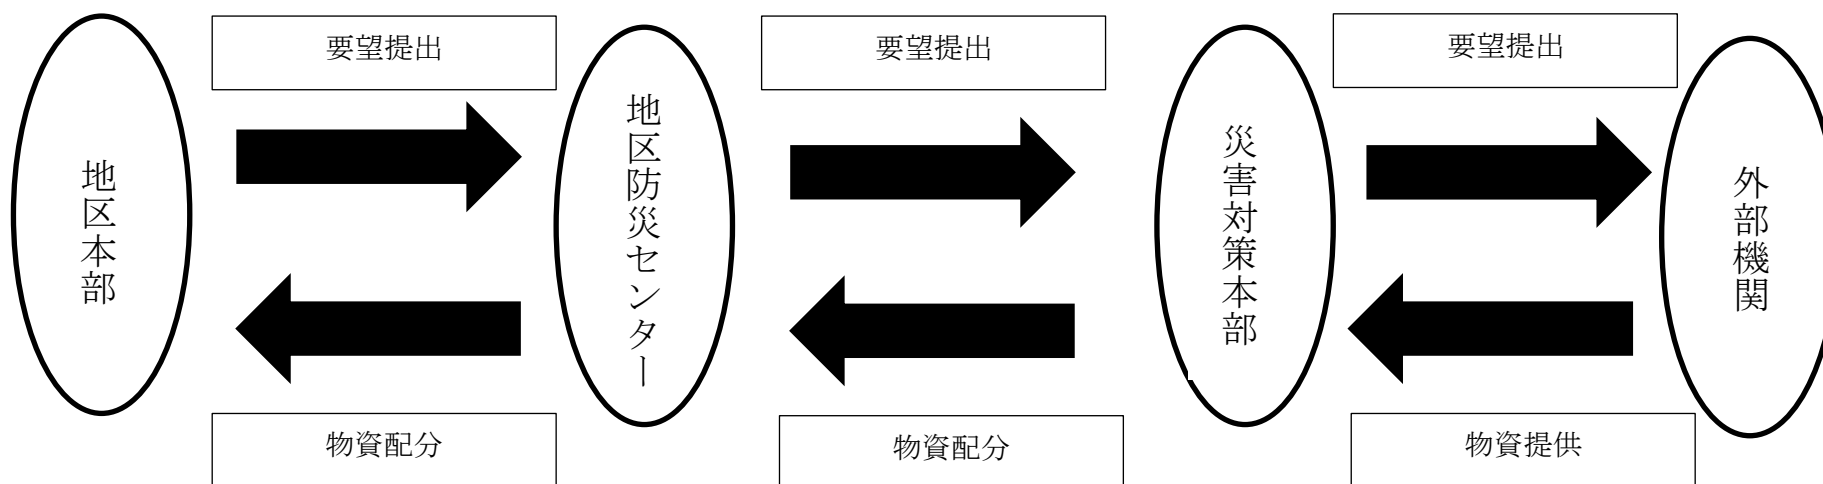 要望提出
要望提出
要望提出
地区本部
地区防災センター
災害対策本部
外部機関
物資配分
物資配分
物資提供